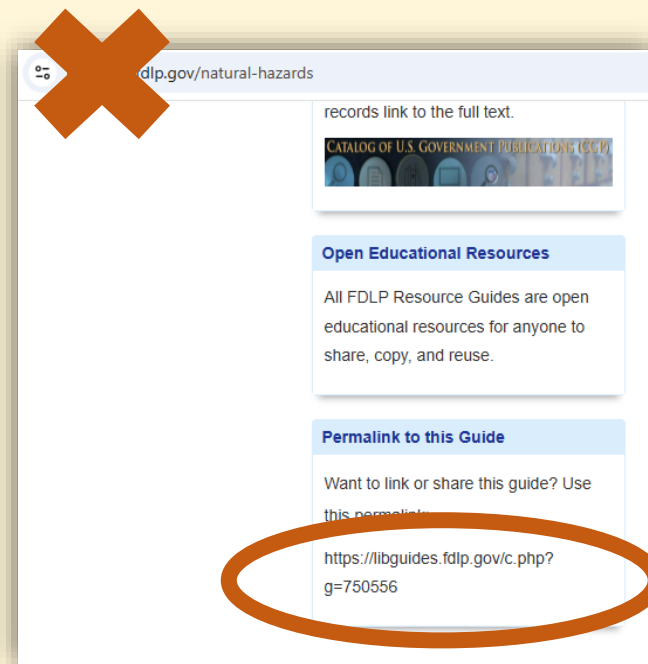 dlp.gov/natural-hazards
records link to the full text.
CATALOG OF U.S. GOVERNMENT PUBLICATIONS (CGP)
Open Educational Resources
All FDLP Resource Guides are open
educational resources for anyone to
share, copy, and reuse.
Permalink to this Guide
Want to link or share this guide? Use
this permalink:
https://libguides.fdlp.gov/c.php?
g=750556